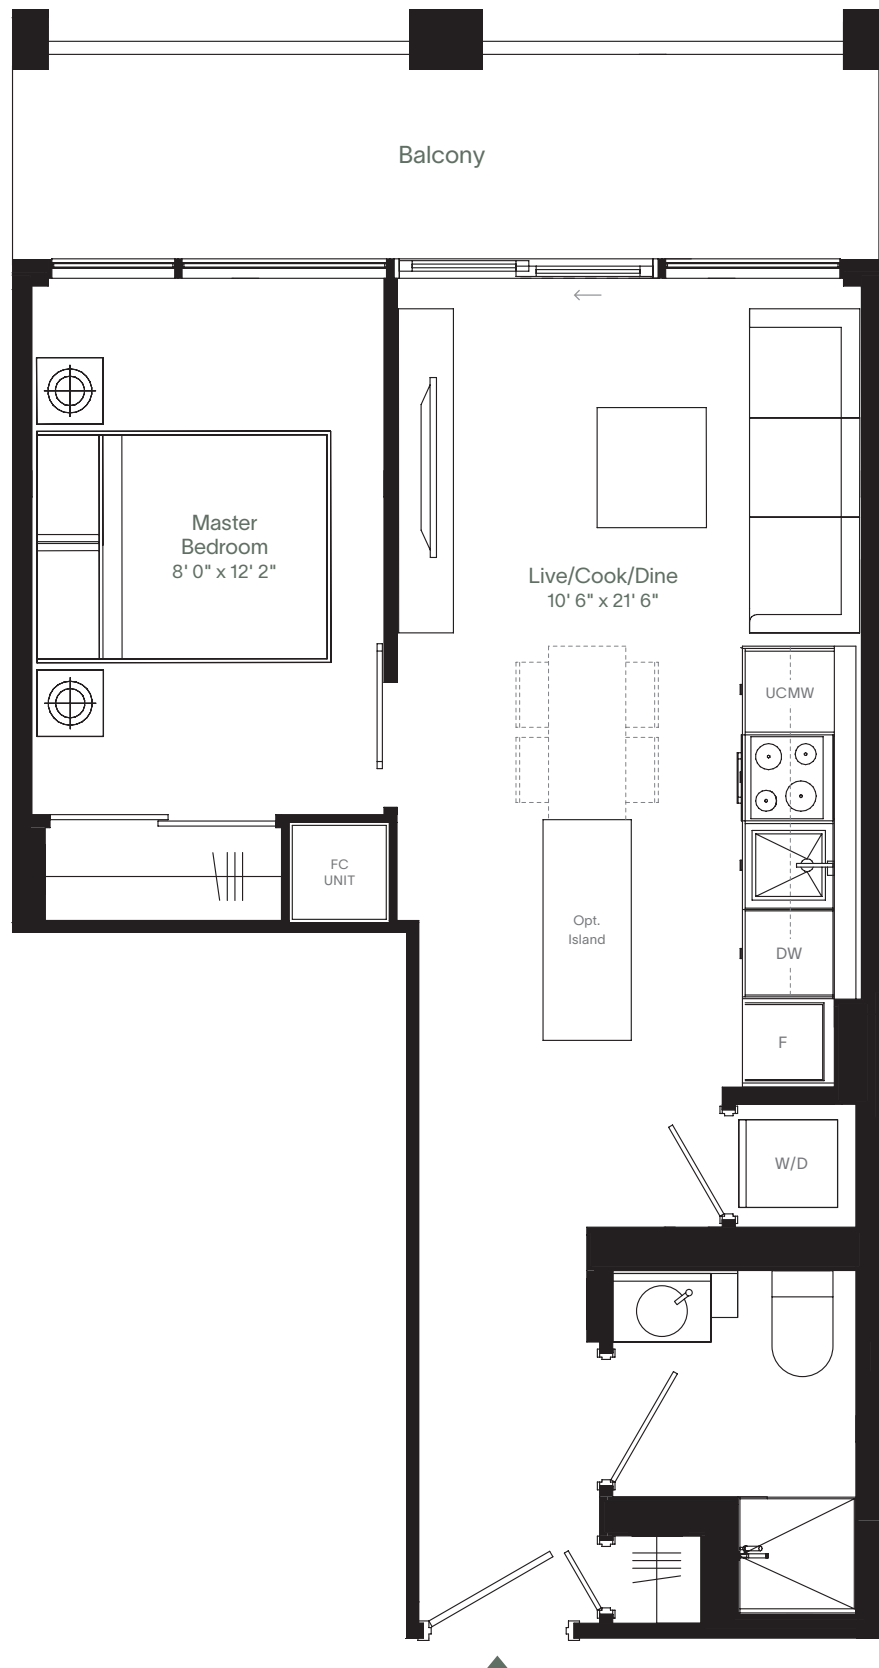 Balcony
Master
Bedroom
8' 0" x 12' 2"
Live/Cook/Dine
10' 6" x 21' 6"
UCMW
FC
UNIT
Opt.
Island
DW
F
W/D